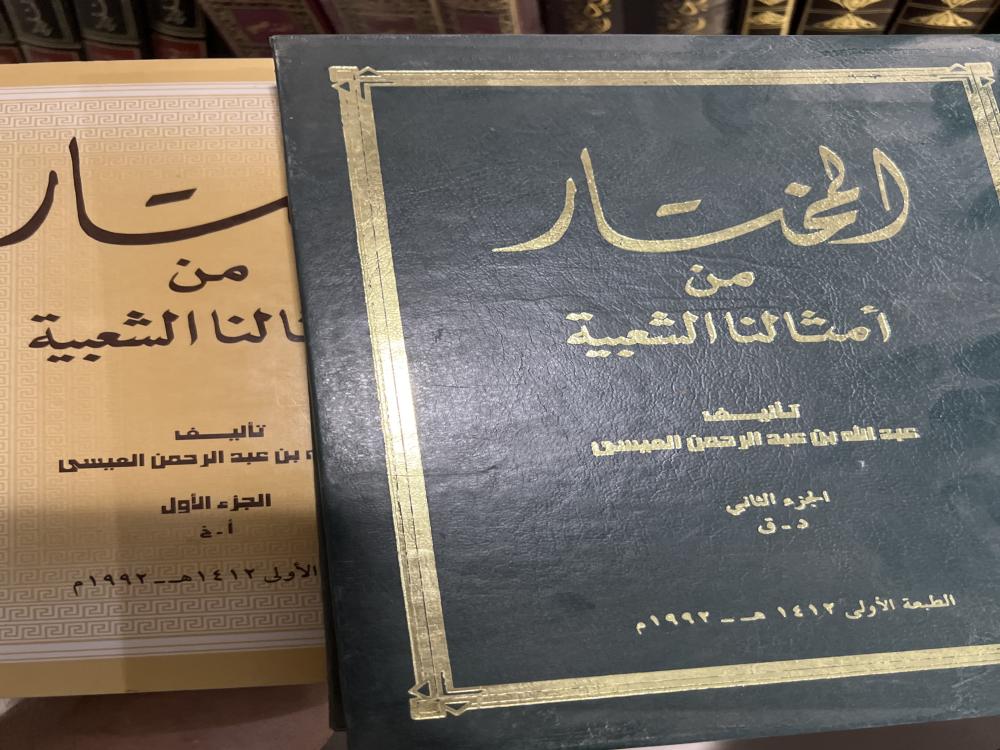 المختار
من
أمثالنا الشعبية
تأليف
عبد الله بن عبد الرحمن العيسى
الجزء الثاني
د - ق
الطبعة الأولى ١٤١٢ هـ - ١٩٩٢م
من
الشعبية
تأليف
بن عبد الرحمن العيسى
الجزء الأول
أ - خ
الأولى ١٤١٢هـ - ١٩٩٢م